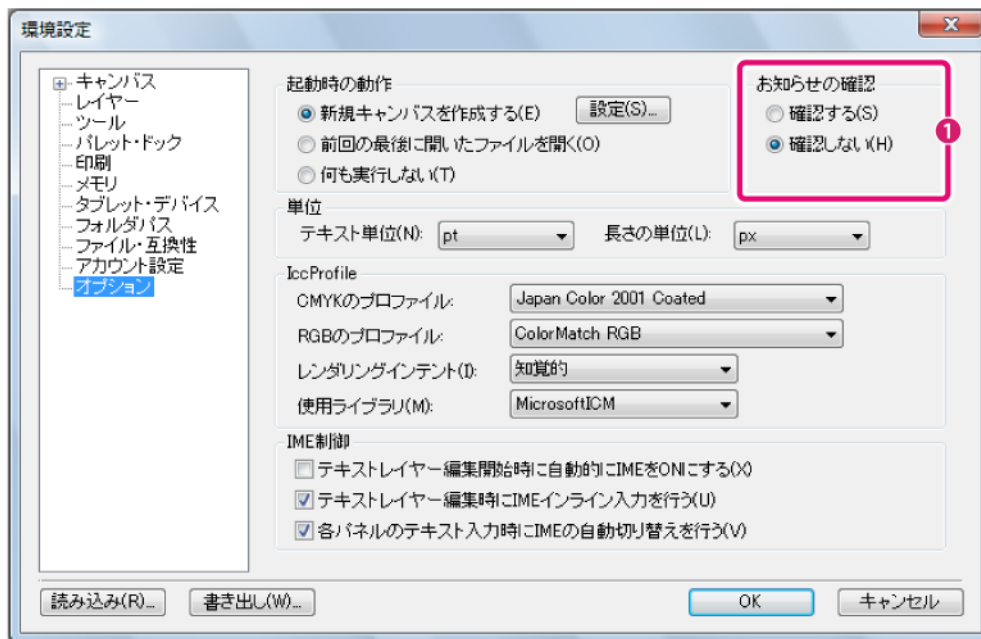 環境設定
キャンバス
レイヤー
ツール
パレット・ドック
印刷
メモリ
タブレット・デバイス
フォルダパス
ファイル・互換性
アカウント設定
オプション
起動時の動作
新規キャンバスを作成する(E)
設定(S)...
前回の最後に開いたファイルを開く(O)
何も実行しない(T)
お知らせの確認
確認する(S)
確認しない(H)
1
単位
テキスト単位(N): pt 長さの単位(L): px
IccProfile
CMYKのプロファイル: Japan Color 2001 Coated
RGBのプロファイル: ColorMatch RGB
レンダリングインテント(I): 知覚的
使用ライブラリ(M): MicrosoftICM
IME制御
テキストレイヤー編集開始時に自動的にIMEをONにする(X)
テキストレイヤー編集時にIMEインライン入力を行う(U)
各パネルのテキスト入力時にIMEの自動切り替えを行う(V)
読み込み(R)... 書き出し(W)... OK キャンセル